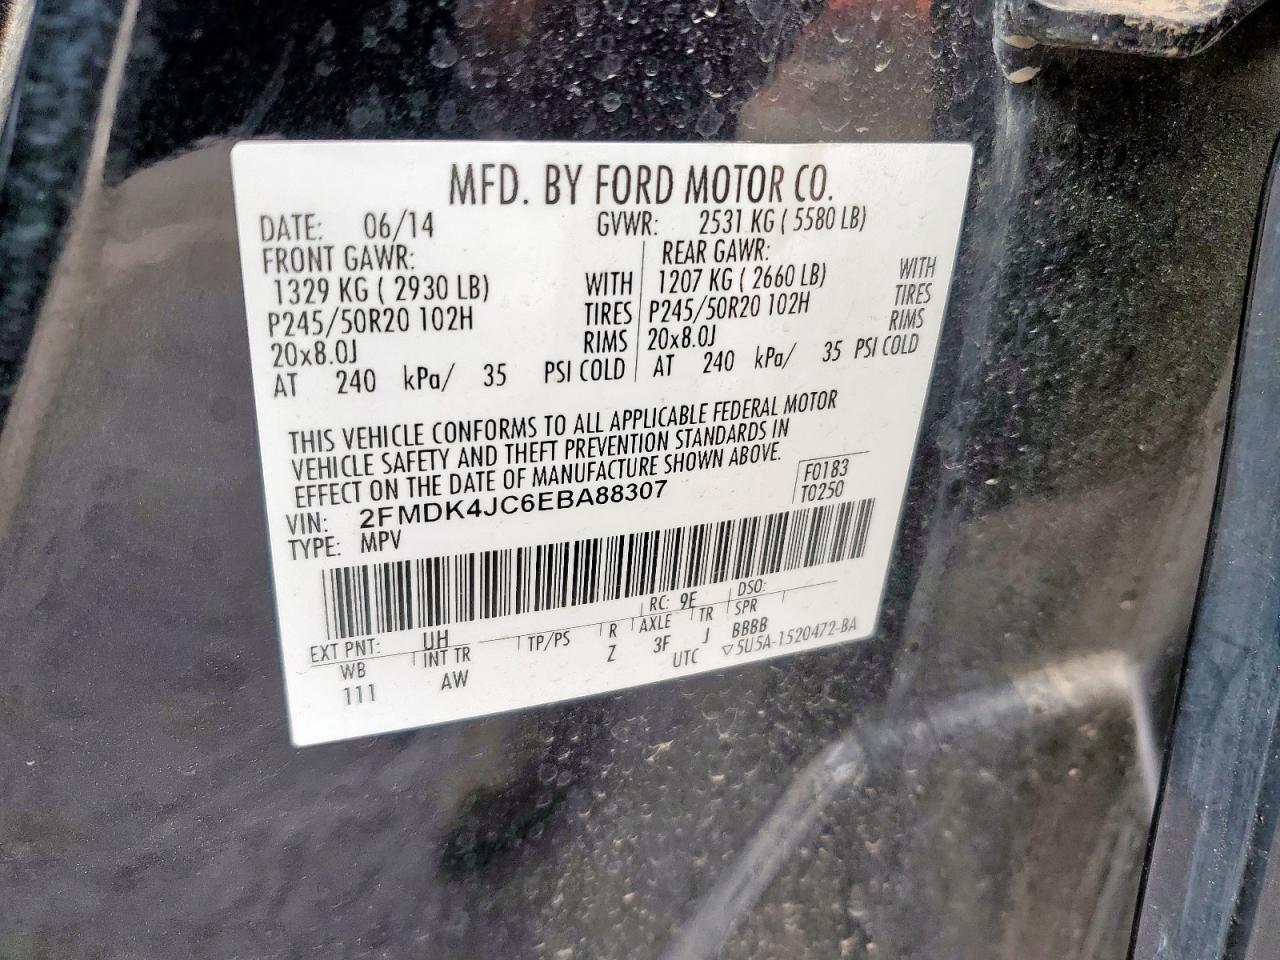 MFD. BY FORD MOTOR CO.
DATE: 06/14 GVWR: 2531 KG ( 5580 LB)
FRONT GAWR: REAR GAWR:
1329 KG ( 2930 LB) WITH 1207 KG ( 2660 LB) WITH
P245/50R20 102H TIRES P245/50R20 102H TIRES
20x8.0J RIMS 20x8.0J RIMS
AT 240 kPa/ 35 PSI COLD AT 240 kPa/ 35 PSI COLD
THIS VEHICLE CONFORMS TO ALL APPLICABLE FEDERAL MOTOR
VEHICLE SAFETY AND THEFT PREVENTION STANDARDS IN
EFFECT ON THE DATE OF MANUFACTURE SHOWN ABOVE.
F0183
VIN: 2FMDK4JC6EBA88307 T0250
TYPE: MPV
EXT PNT: UH RC: 9E DSO:
WB INT TR TP/PS R AXLE TR SPR
111 AW Z 3F J BBBB
UTC ▽5U5A-1520472-BA